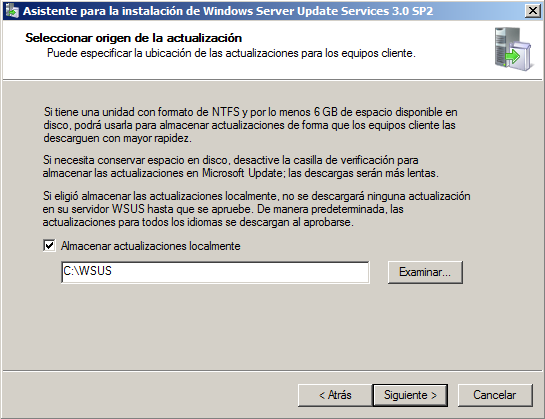 Asistente para la instalación de Windows Server Update Services 3.0 SP2
Seleccionar origen de la actualización
Puede especificar la ubicación de las actualizaciones para los equipos cliente.
Si tiene una unidad con formato de NTFS y por lo menos 6 GB de espacio disponible en
disco, podrá usarla para almacenar actualizaciones de forma que los equipos cliente las
descarguen con mayor rapidez.
Si necesita conservar espacio en disco, desactive la casilla de verificación para
almacenar las actualizaciones en Microsoft Update; las descargas serán más lentas.
Si eligió almacenar las actualizaciones localmente, no se descargará ninguna actualización
en su servidor WSUS hasta que se apruebe. De manera predeterminada, las
actualizaciones para todos los idiomas se descargan al aprobarse.
Almacenar actualizaciones localmente
C:\WSUS
Examinar...
< Atrás
Siguiente >
Cancelar